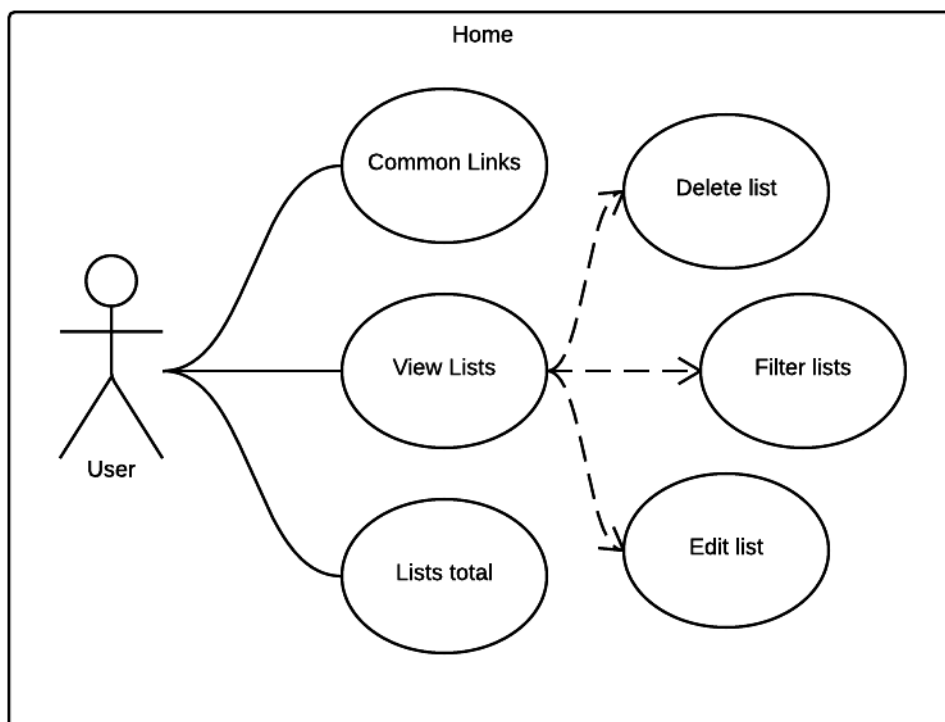 Home
Common Links
Delete list
View Lists
Filter lists
User
Edit list
Lists total